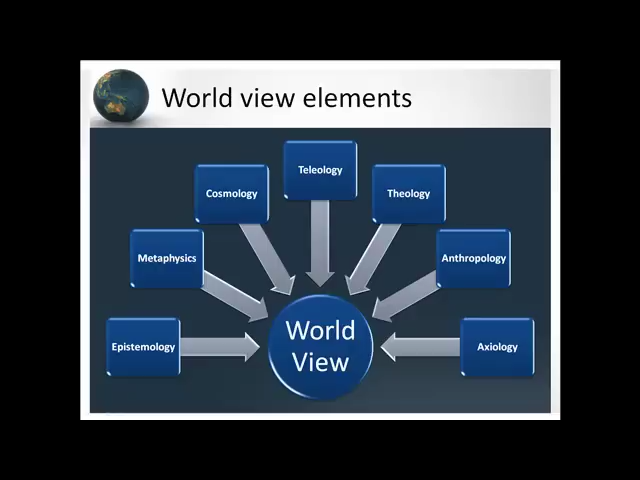 World view elements
Teleology
Cosmology
Theology
Metaphysics
Anthropology
Epistemology
World
View
Axiology